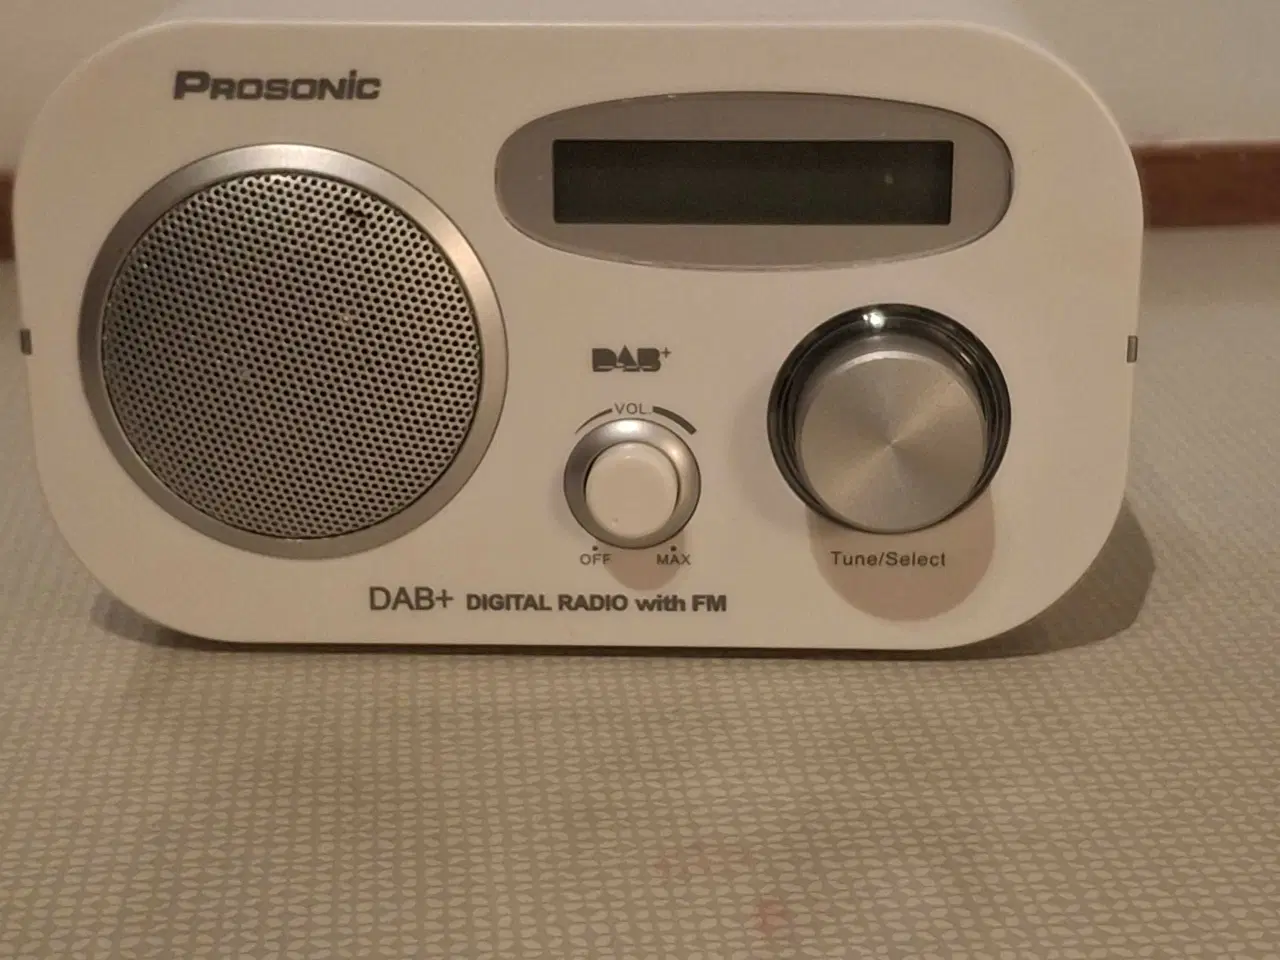 PROSONIC
DAB+
VOL.
OFF MAX
Tune/Select
DAB+ DIGITAL RADIO with FM